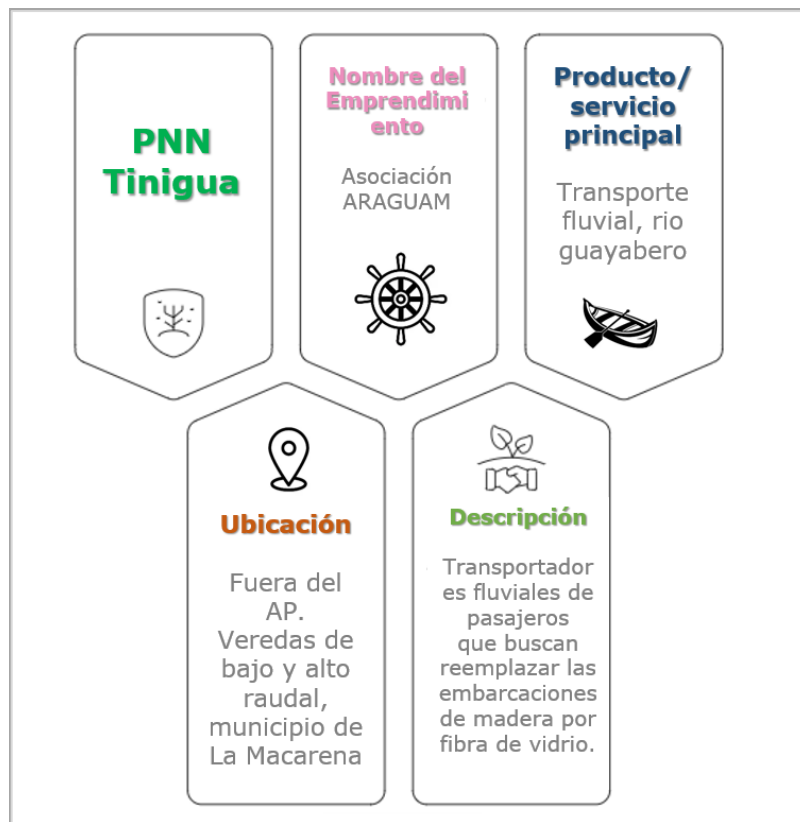 PNN
Tinigua
Nombre del
Emprendimi
ento
Asociación
ARAGUAM
Producto/
servicio
principal
Transporte
fluvial, rio
guayabero
Ubicación
Fuera del
AP.
Veredas de
bajo y alto
raudal,
municipio de
La Macarena
Descripción
Transportador
es fluviales de
pasajeros
que buscan
reemplazar las
embarcaciones
de madera por
fibra de vidrio.